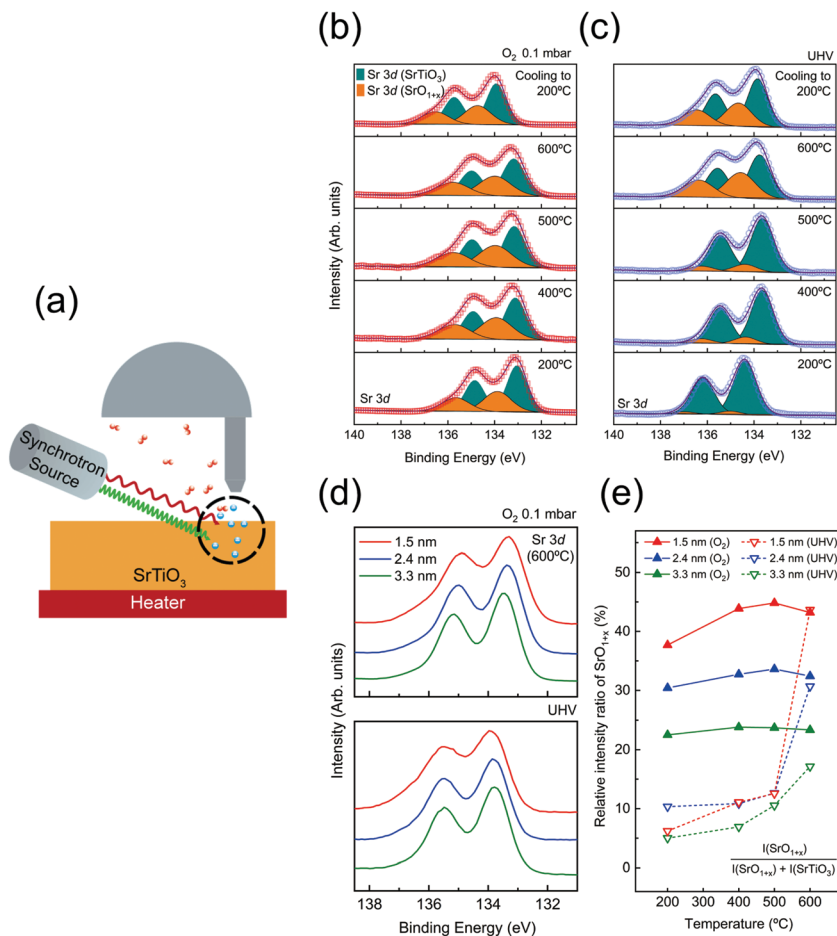 (a)
Synchrotron
Source
SrTiO3
Heater
(b)
O2 0.1 mbar
Sr 3d (SrTiO3)
Sr 3d (SrO1+x)
Cooling to
200ºC
600ºC
500ºC
400ºC
200ºC
Sr 3d
Intensity (Arb. units)
140 138 136 134 132
Binding Energy (eV)
(c)
UHV
Cooling to
200ºC
600ºC
500ºC
400ºC
200ºC
Sr 3d
140 138 136 134 132
Binding Energy (eV)
(d)
O2 0.1 mbar
1.5 nm
2.4 nm
3.3 nm
Sr 3d
(600ºC)
UHV
Intensity (Arb. units)
138 136 134 132
Binding Energy (eV)
(e)
1.5 nm (O2) 1.5 nm (UHV)
2.4 nm (O2) 2.4 nm (UHV)
3.3 nm (O2) 3.3 nm (UHV)
Relative intensity ratio of SrO1+x (%)
50
45
40
35
30
25
20
15
10
5
0
I(SrO1+x)
I(SrO1+x) + I(SrTiO3)
200 300 400 500 600
Temperature (ºC)